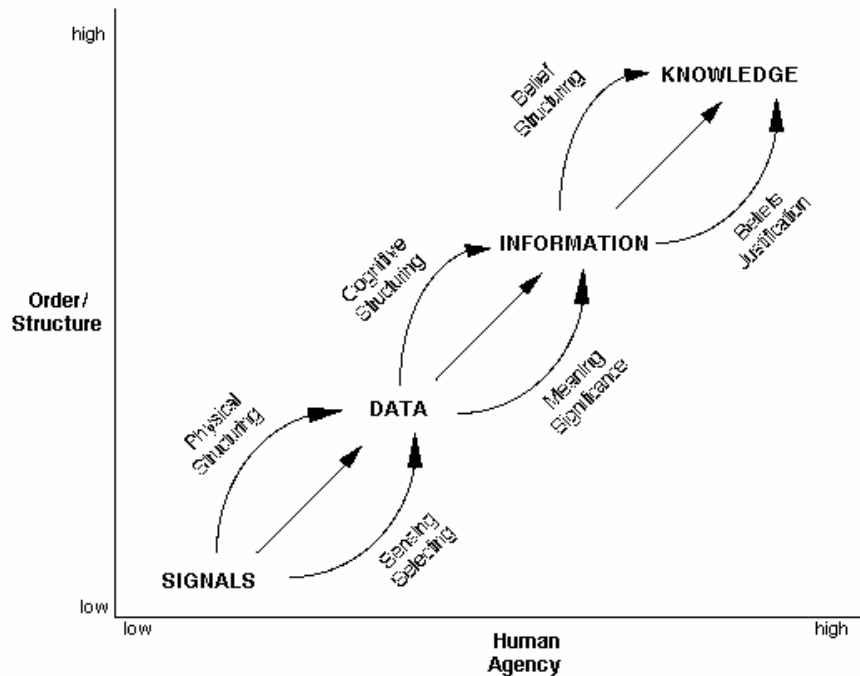 high
KNOWLEDGE
Belief
Structuring
Beliefs
Justification
INFORMATION
Cognitive
Structuring
Order/
Structure
Meaning
Significance
DATA
Physical
Structuring
Sensing
Selecting
SIGNALS
low
low
high
Human
Agency